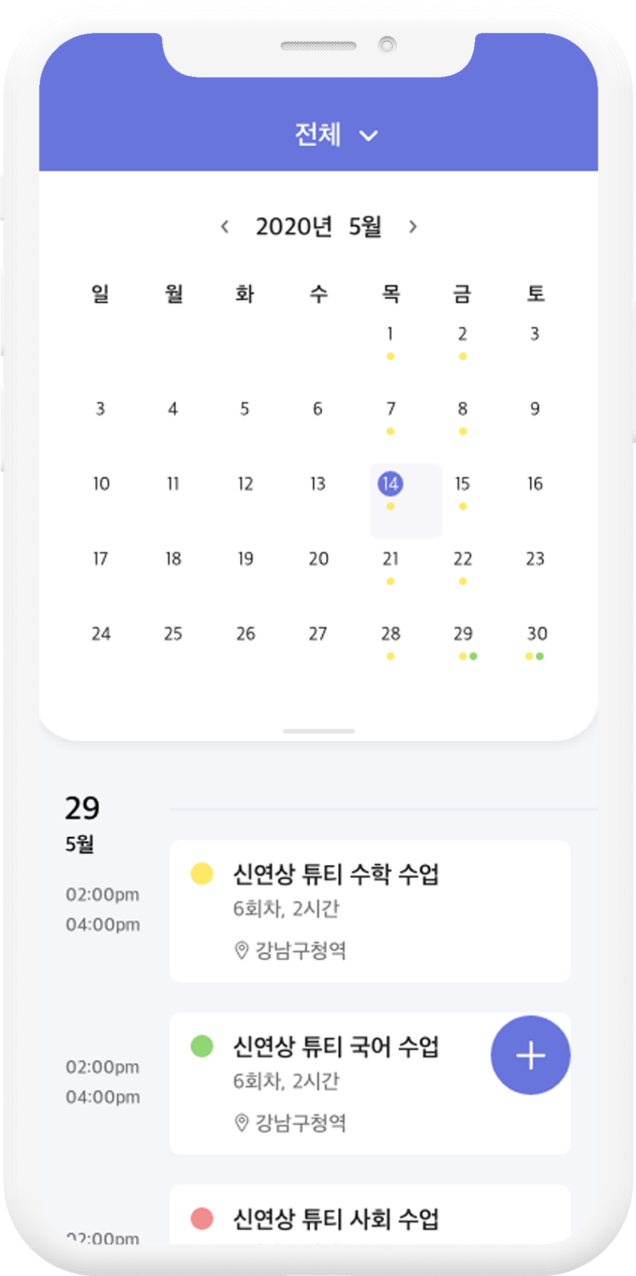 전체
2020년 5월
일 월 화 수 목 금 토
1 2 3
3 4 5 6 7 8 9
10 11 12 13 14 15 16
17 18 19 20 21 22 23
24 25 26 27 28 29 30
29
5월
02:00pm
04:00pm
신연상 튜티 수학 수업
6회차, 2시간
강남구청역
02:00pm
04:00pm
신연상 튜티 국어 수업
6회차, 2시간
강남구청역
02:00pm
신연상 튜티 사회 수업